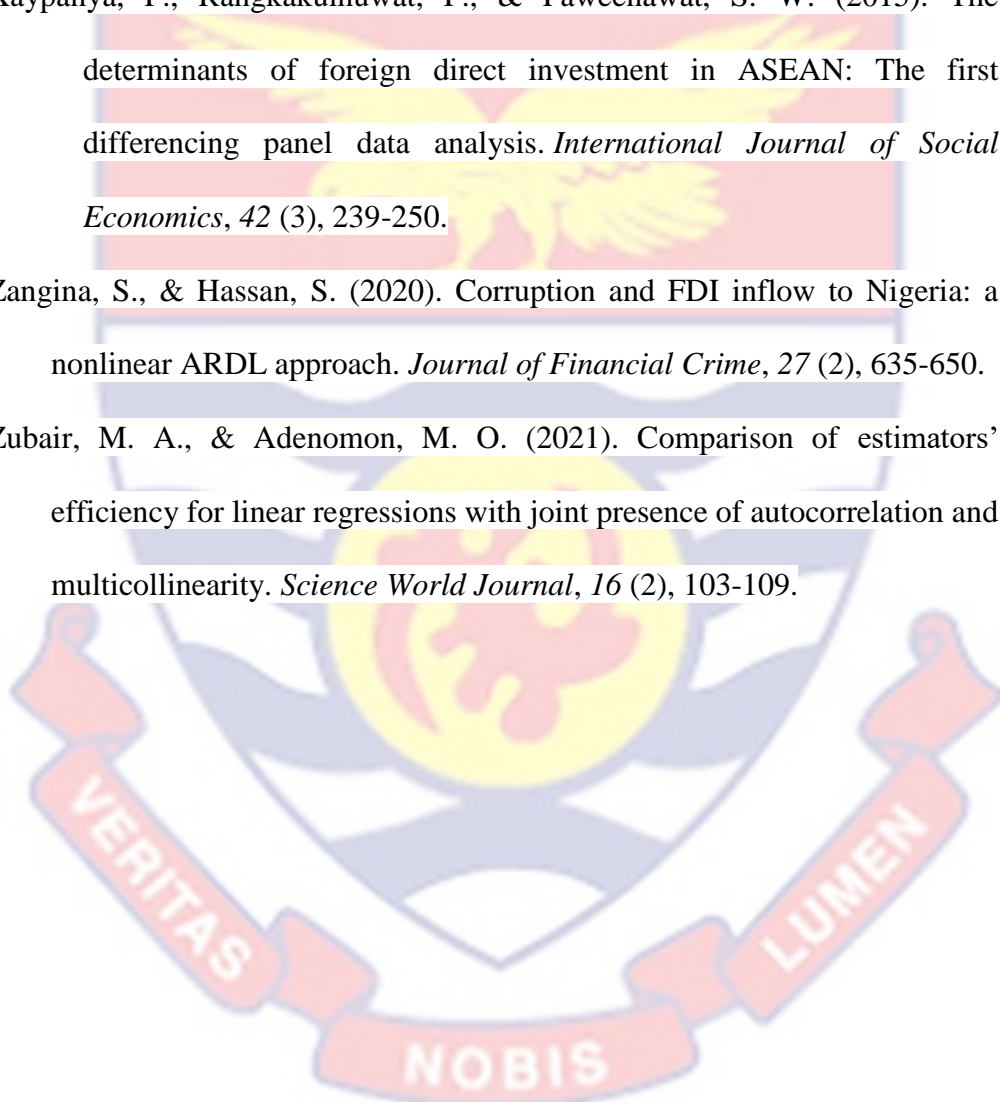 determinants of foreign direct investment in ASEAN: The first
differencing panel data analysis. International Journal of Social
Economics, 42 (3), 239-250.
Zangina, S., & Hassan, S. (2020). Corruption and FDI inflow to Nigeria: a
nonlinear ARDL approach. Journal of Financial Crime, 27 (2), 635-650.
Zubair, M. A., & Adenomon, M. O. (2021). Comparison of estimators’
efficiency for linear regressions with joint presence of autocorrelation and
multicollinearity. Science World Journal, 16 (2), 103-109.
VERITAS
NOBIS
LUMEN